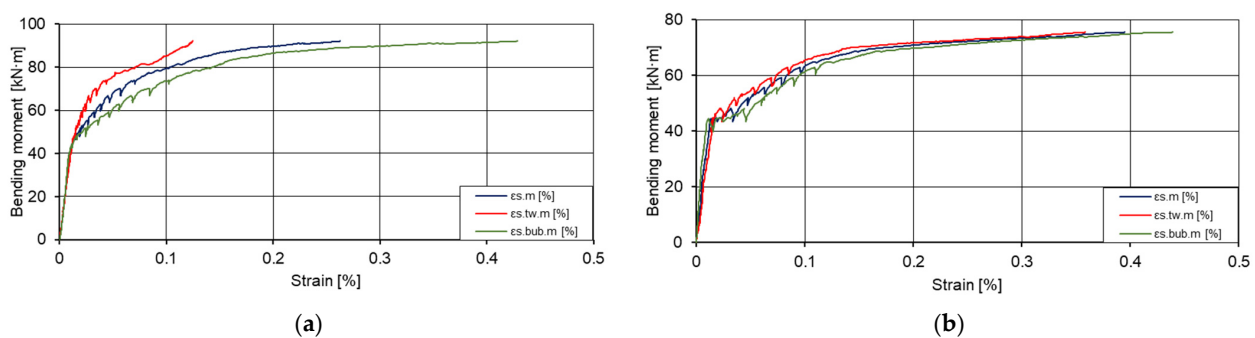 100
80
60
40
20
0
Bending moment [kN·m]
0
0.1
0.2
0.3
0.4
0.5
Strain [%]
εs.m [%]
εs.tw.m [%]
εs.bub.m [%]
(a)
80
60
40
20
0
Bending moment [kN·m]
0
0.1
0.2
0.3
0.4
0.5
Strain [%]
εs.m [%]
εs.tw.m [%]
εs.bub.m [%]
(b)